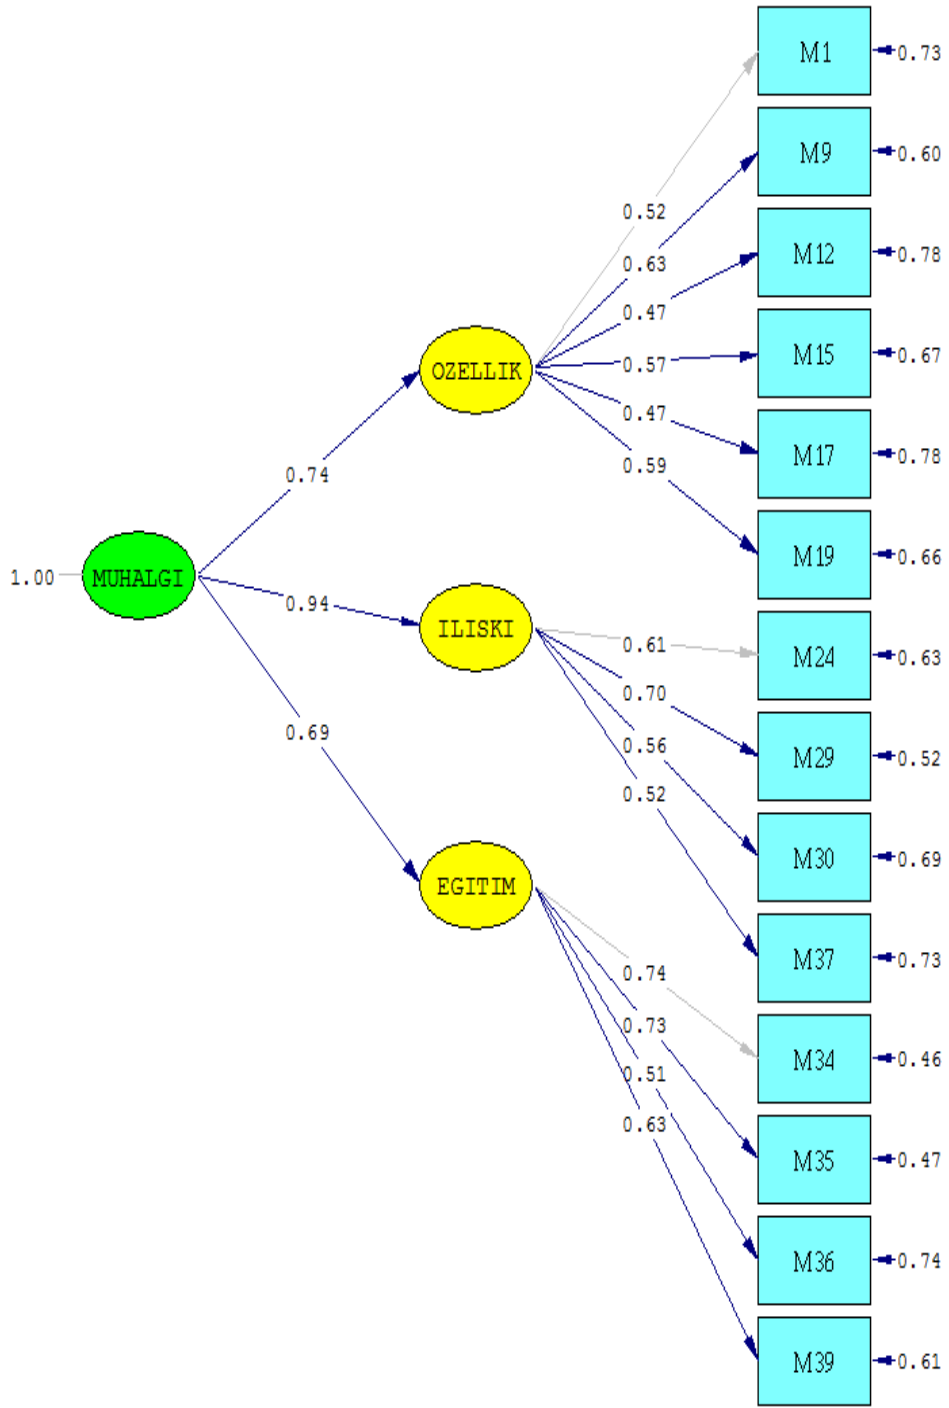 M1
0.73
M9
0.60
0.52
0.63
M12
0.78
0.47
M15
0.67
OZELLIK
0.57
0.47
M17
0.78
0.59
0.74
M19
0.66
1.00
MUHALGI
0.94
ILISKI
0.61
M24
0.63
0.70
0.69
0.56
M29
0.52
0.52
M30
0.69
EGITIM
M37
0.73
0.74
0.73
M34
0.46
0.51
0.63
M35
0.47
M36
0.74
M39
0.61